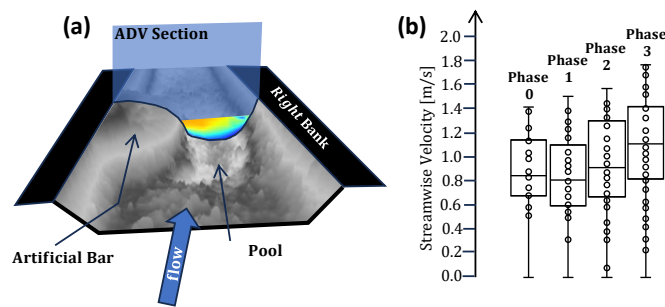 (a)
ADV Section
Right Bank
Artificial Bar
flow
Pool
(b)
Streamwise Velocity [m/s]
2.0
1.8
1.6
1.4
1.2
1.0
0.8
0.6
0.4
0.2
0.0
Phase
0
Phase
1
Phase
2
Phase
3